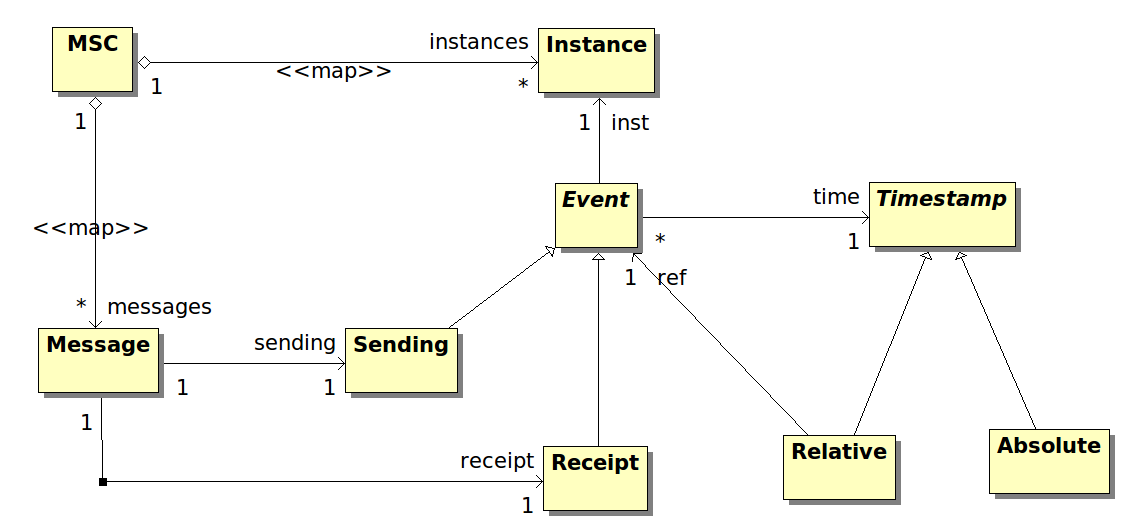 MSC
instances
Instance
<<map>>
1
*
1
1
inst
Event
time
Timestamp
<<map>>
*
1
1
ref
*
messages
Message
sending
Sending
1
1
1
Relative
Absolute
receipt
Receipt
1